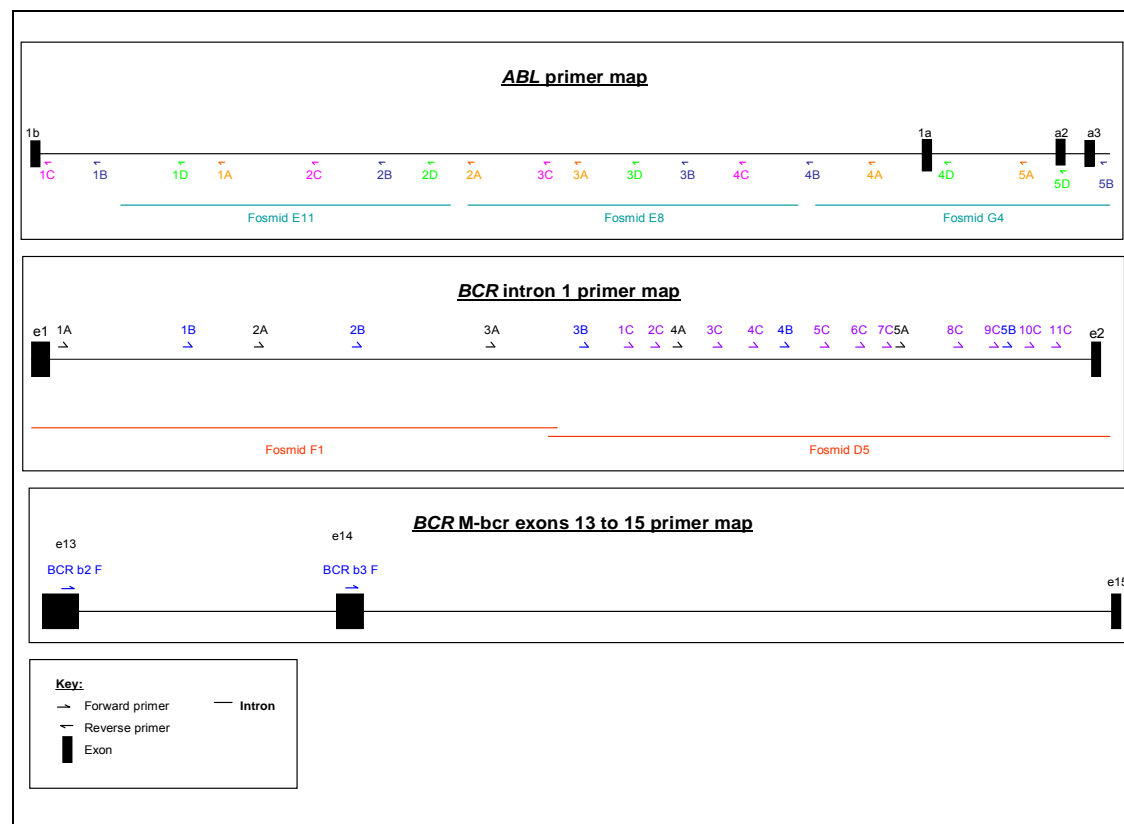 ABL primer map
1b 1a a2 a3
1C 1B 1D 1A 2C 2B 2D 2A 3C 3A 3D 3B 4C 4B 4A 4D 5A 5D 5B
Fosmid E11 Fosmid E8 Fosmid G4
BCR intron 1 primer map
e1 1A 1B 2A 2B 3A 3B 1C 2C 4A 3C 4C 4B 5C 6C 7C 5A 8C 9C 5B 10C 11C e2
Fosmid F1 Fosmid D5
BCR M-bcr exons 13 to 15 primer map
e13 e14
BCR b2 F BCR b3 F
e15
Key:
Forward primer Intron
Reverse primer
Exon